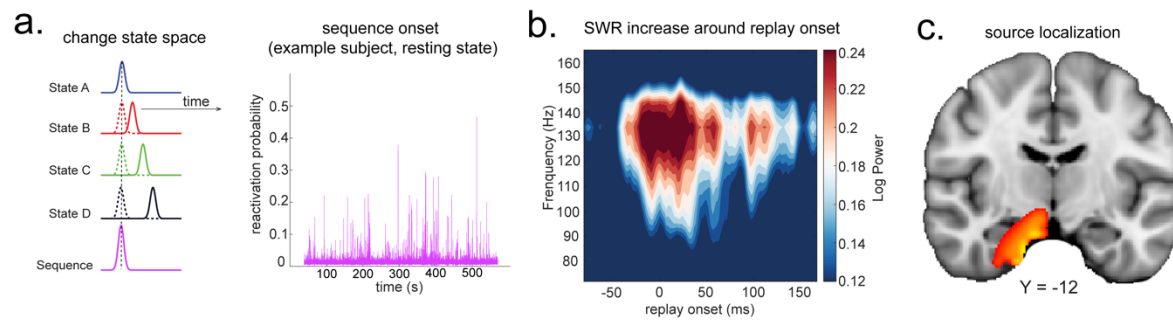 a.
change state space
State A
State B
time
State C
State D
Sequence
sequence onset
(example subject, resting state)
reactivation probability
0.5
0.4
0.3
0.2
0.1
0
100 200 300 400 500
time (s)
b.
SWR increase around replay onset
Frenquency (Hz)
160
150
140
130
120
110
100
90
80
-50 0 50 100 150
replay onset (ms)
0.24
0.22
0.2
0.18
0.16
0.14
0.12
Log Power
c.
source localization
Y = -12